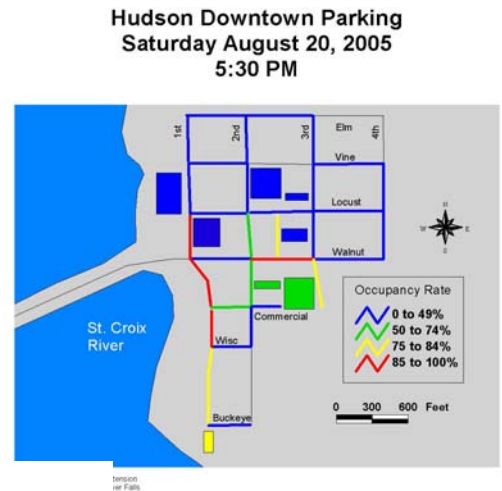 Hudson Downtown Parking
Saturday August 20, 2005
5:30 PM
1st
2nd
3rd
Elm
4th
Vine
Locust
Walnut
N
W
E
S
Occupancy Rate
0 to 49%
50 to 74%
75 to 84%
85 to 100%
Commercial
St. Croix
River
Wisc
0 300 600 Feet
Buckeye